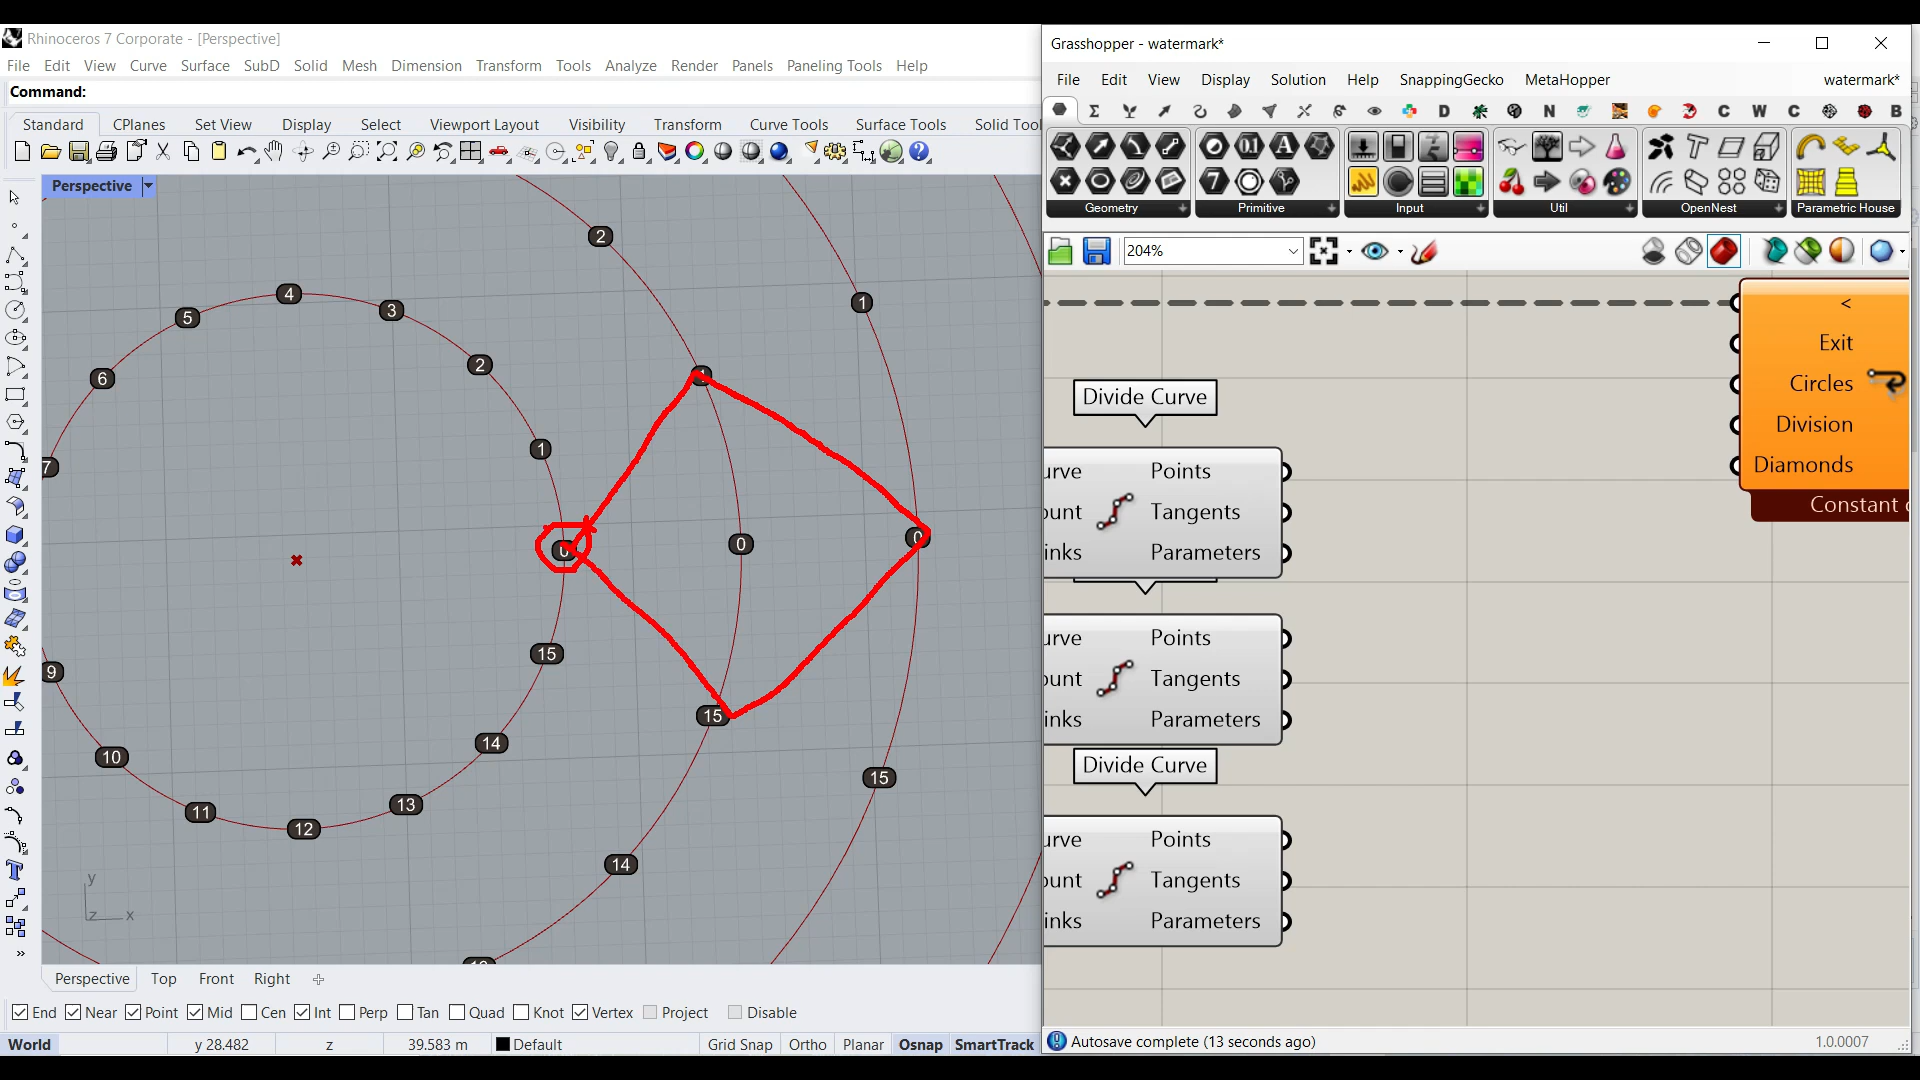 Rhinoceros 7 Corporate - [Perspective]
File Edit View Curve Surface SubD Solid Mesh Dimension Transform Tools Analyze Render Panels Paneling Tools Help
Command:
Standard CPlanes Set View Display Select Viewport Layout Visibility Transform Curve Tools Surface Tools Solid Tool
Perspective
2
1
4
5
3
2
6
1
7
0
0
0
15
9
15
14
15
10
13
11
12
14
y
z x
Perspective Top Front Right
End Near Point Mid Cen Int Perp Tan Quad Knot Vertex Project Disable
World y 28.482 z 39.583 m Default Grid Snap Ortho Planar Osnap SmartTrack
Grasshopper - watermark*
File Edit View Display Solution Help SnappingGecko MetaHopper watermark*
D N C W C B
Geometry Primitive Input Util OpenNest Parametric House
204%
<
Exit
Circles
Division
Diamonds
Constant
Divide Curve
urve Points
ount Tangents
inks Parameters
urve Points
ount Tangents
inks Parameters
Divide Curve
urve Points
ount Tangents
inks Parameters
Autosave complete (13 seconds ago) 1.0.0007